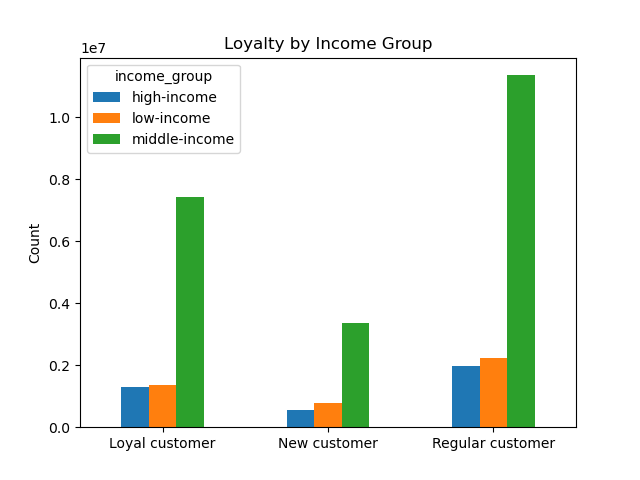 Loyalty by Income Group
1e7
income_group
high-income
low-income
middle-income
1.0
0.8
0.6
0.4
0.2
0.0
Count
Loyal customer
New customer
Regular customer